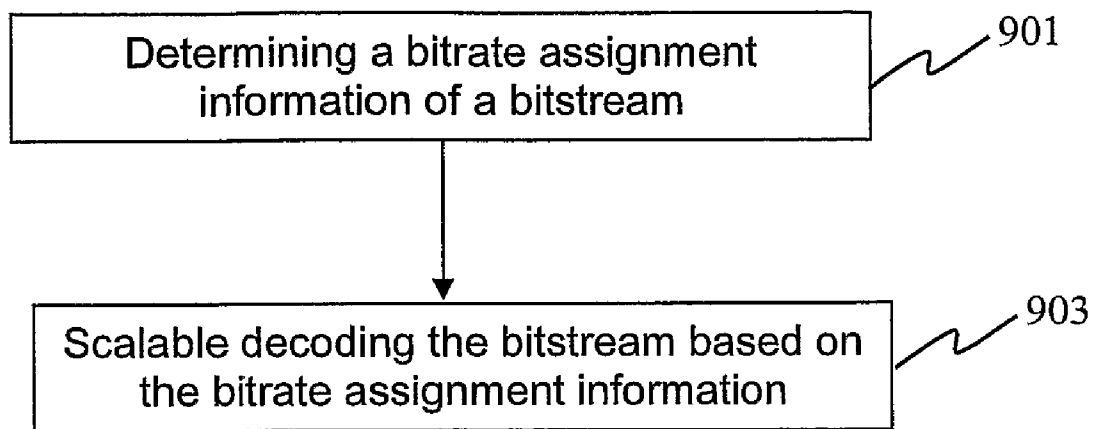 Determining a bitrate assignment
information of a bitstream
901
Scalable decoding the bitstream based on
the bitrate assignment information
903